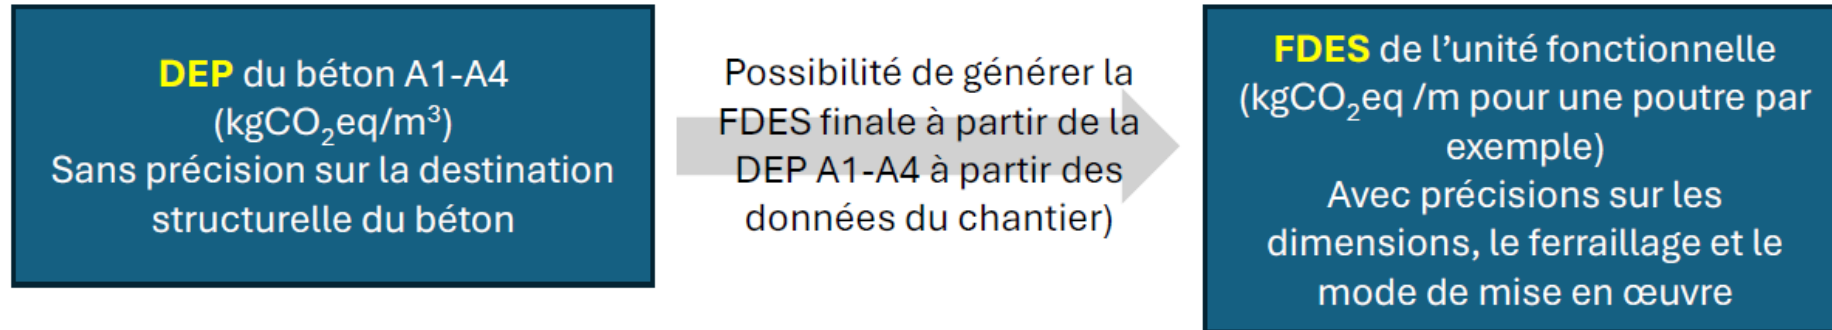 DEP du béton A1-A4
(kgCO₂eq/m³)
Sans précision sur la destination
structurelle du béton
Possibilité de générer la
FDES finale à partir de la
DEP A1-A4 à partir des
données du chantier)
FDES de l’unité fonctionnelle
(kgCO₂eq /m pour une poutre par
exemple)
Avec précisions sur les
dimensions, le ferraillage et le
mode de mise en œuvre